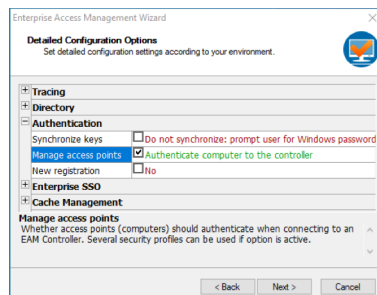 Enterprise Access Management Wizard
Detailed Configuration Options
Set detailed configuration settings according to your environment.
Tracing
Directory
Authentication
Synchronize keys Do not synchronize: prompt user for Windows password
Manage access points Authenticate computer to the controller
New registration No
Enterprise SSO
Cache Management
Manage access points
Whether access points (computers) should authenticate when connecting to an
EAM Controller. Several security profiles can be used if option is active.
< Back Next > Cancel